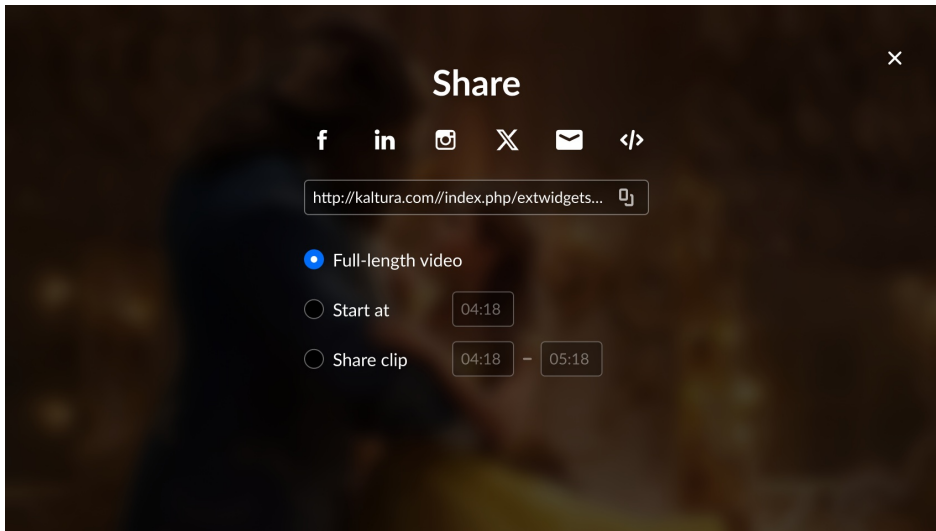 Share
f in X </>
http://kaltura.com//index.php/extwidgets...
Full-length video
Start at 04:18
Share clip 04:18 – 05:18